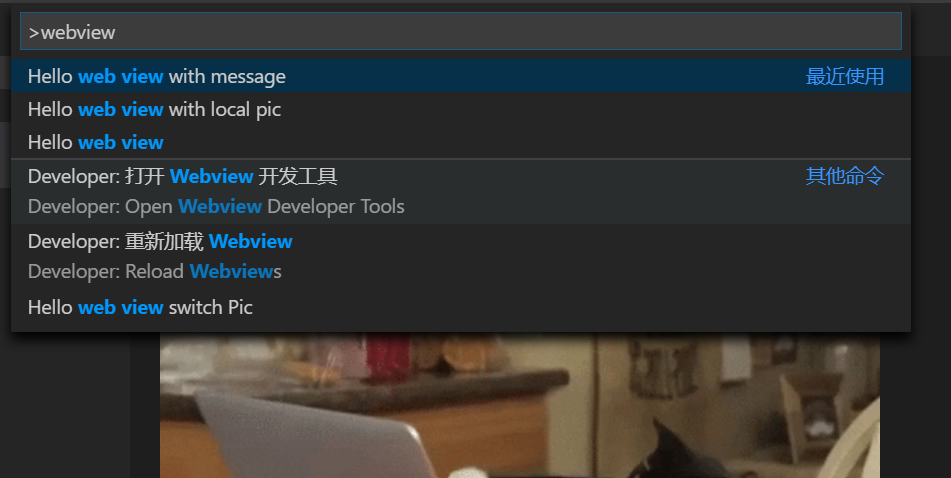 >webview
Hello web view with message 最近使用
Hello web view with local pic
Hello web view
Developer: 打开 Webview 开发工具 其他命令
Developer: Open Webview Developer Tools
Developer: 重新加载 Webview
Developer: Reload Webviews
Hello web view switch Pic